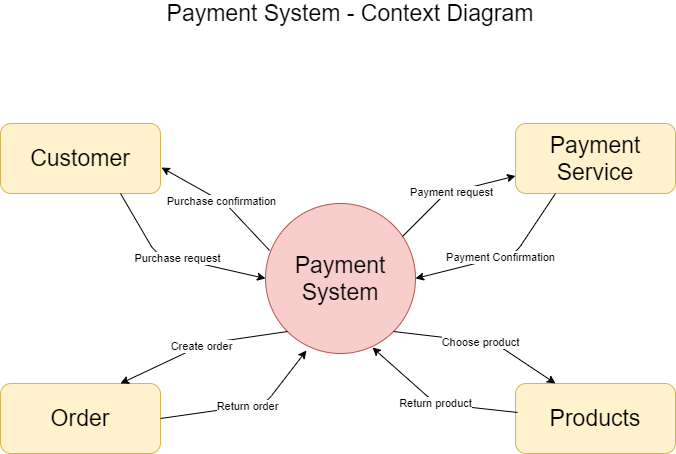 Payment System - Context Diagram
Customer
Payment
Service
Purchase confirmation
Payment request
Purchase request
Payment Confirmation
Payment
System
Create order
Choose product
Return order
Return product
Order
Products